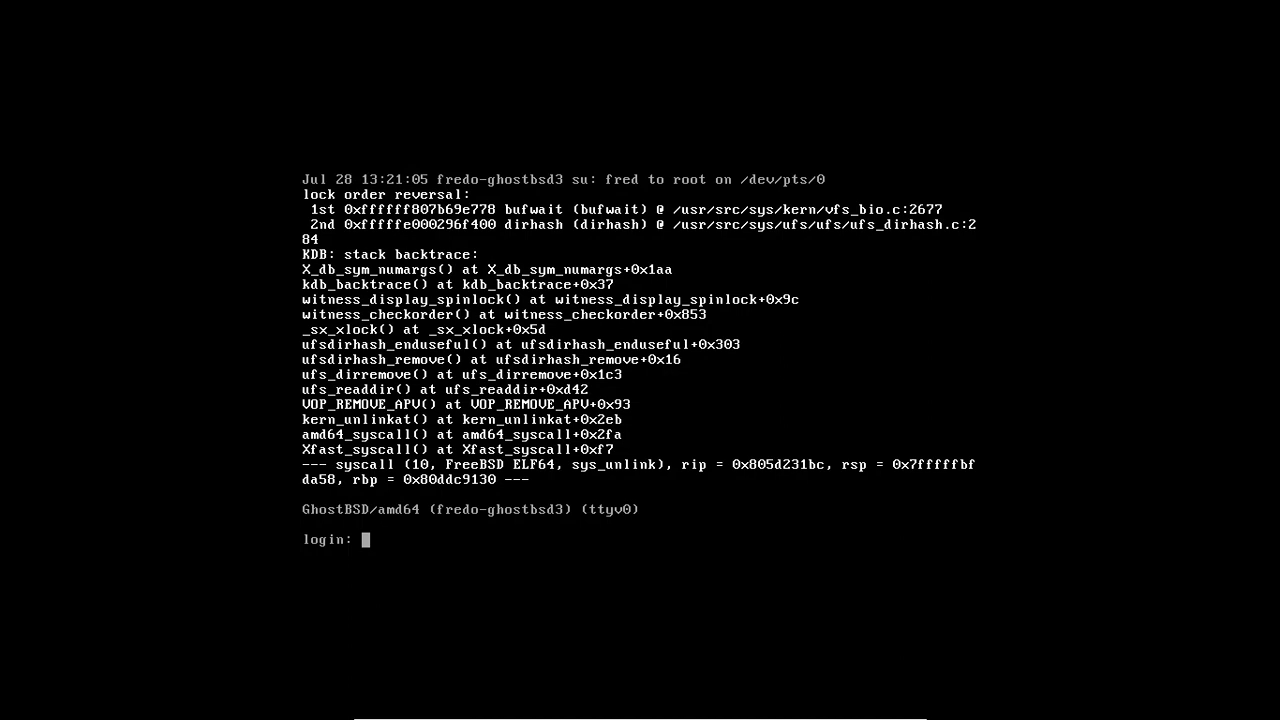 Jul 28 13:21:05 fredo-ghostbsd3 su: fred to root on /dev/pts/0
lock order reversal:
 1st 0xffffff807b69e778 bufwait (bufwait) @ /usr/src/sys/kern/vfs_bio.c:2677
 2nd 0xfffffe000296f400 dirhash (dirhash) @ /usr/src/sys/ufs/ufs/ufs_dirhash.c:2
84
KDB: stack backtrace:
X_db_sym_numargs() at X_db_sym_numargs+0x1aa
kdb_backtrace() at kdb_backtrace+0x37
witness_display_spinlock() at witness_display_spinlock+0x9c
witness_checkorder() at witness_checkorder+0x853
_sx_xlock() at _sx_xlock+0x5d
ufsdirhash_enduseful() at ufsdirhash_enduseful+0x303
ufsdirhash_remove() at ufsdirhash_remove+0x16
ufs_dirremove() at ufs_dirremove+0x1c3
ufs_readdir() at ufs_readdir+0xd42
VOP_REMOVE_APV() at VOP_REMOVE_APV+0x93
kern_unlinkat() at kern_unlinkat+0x2eb
amd64_syscall() at amd64_syscall+0x2fa
Xfast_syscall() at Xfast_syscall+0xf7
--- syscall (10, FreeBSD ELF64, sys_unlink), rip = 0x805d231bc, rsp = 0x7fffffbf
da58, rbp = 0x80ddc9130 ---
GhostBSD/amd64 (fredo-ghostbsd3) (ttyv0)
login: